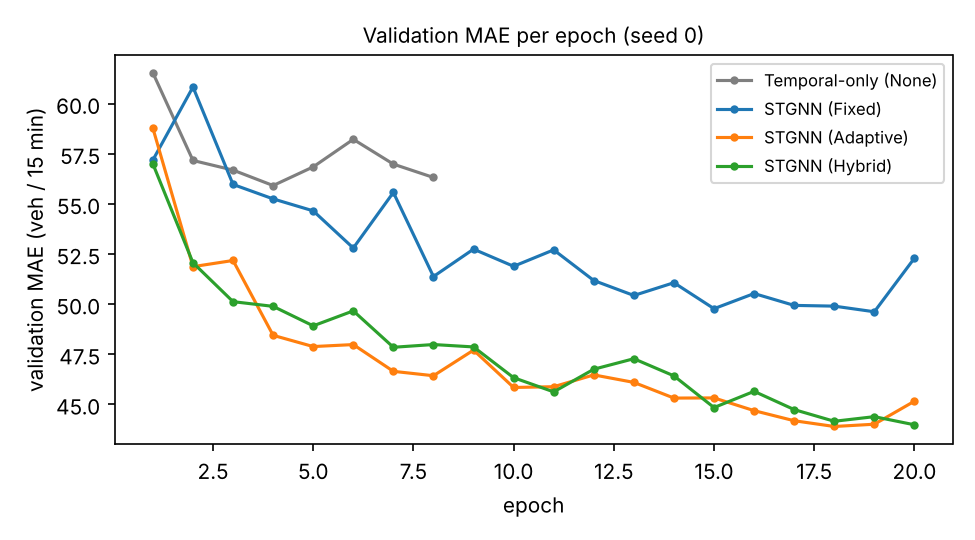 Validation MAE per epoch (seed 0)
Temporal-only (None)
STGNN (Fixed)
STGNN (Adaptive)
STGNN (Hybrid)
validation MAE (veh / 15 min)
60.0
57.5
55.0
52.5
50.0
47.5
45.0
2.5 5.0 7.5 10.0 12.5 15.0 17.5 20.0
epoch